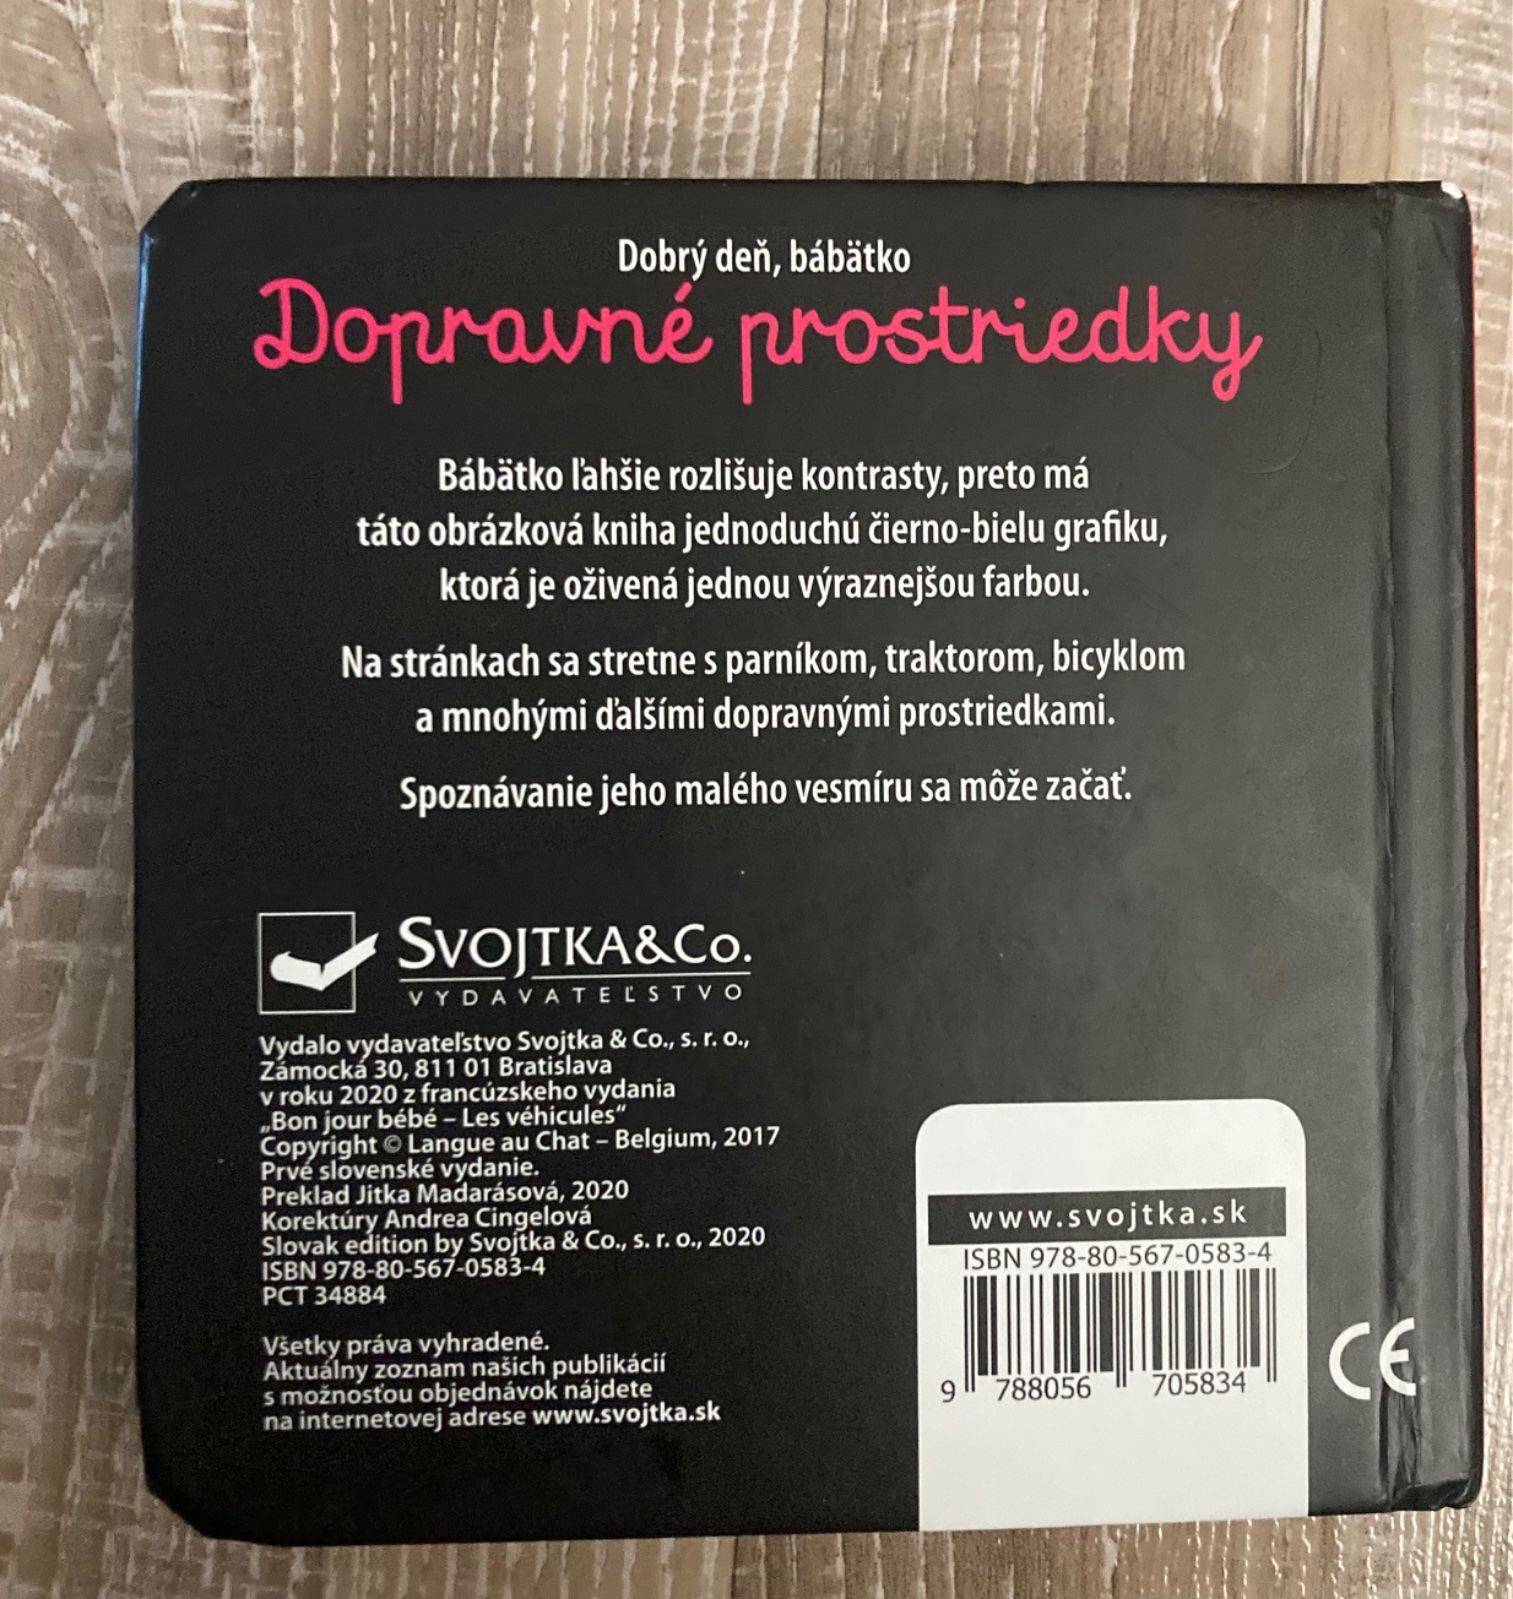 Dobrý deň, bábätko
Dopravné prostriedky
Bábätko ľahšie rozlišuje kontrasty, preto má
táto obrázková kniha jednoduchú čierno-bielu grafiku,
ktorá je oživená jednou výraznejšou farbou.
Na stránkach sa stretne s parníkom, traktorom, bicyklom
a mnohými ďalšími dopravnými prostriedkami.
Spoznávanie jeho malého vesmíru sa môže začať.
SVOJTKA&CO.
VYDAVATEĽSTVO
Vydalo vydavateľstvo Svojtka & Co., s. r. o.,
Zámocká 30, 811 01 Bratislava
v roku 2020 z francúzskeho vydania
„Bon jour bébé – Les véhicules“
Copyright © Langue au Chat – Belgium, 2017
Prvé slovenské vydanie.
Preklad Jitka Madarásová, 2020
Korektúry Andrea Cingelová
Slovak edition by Svojtka & Co., s. r. o., 2020
ISBN 978-80-567-0583-4
PCT 34884
Všetky práva vyhradené.
Aktuálny zoznam našich publikácií
s možnosťou objednávok nájdete
na internetovej adrese www.svojtka.sk
www.svojtka.sk
ISBN 978-80-567-0583-4
9 788056 705834
CE